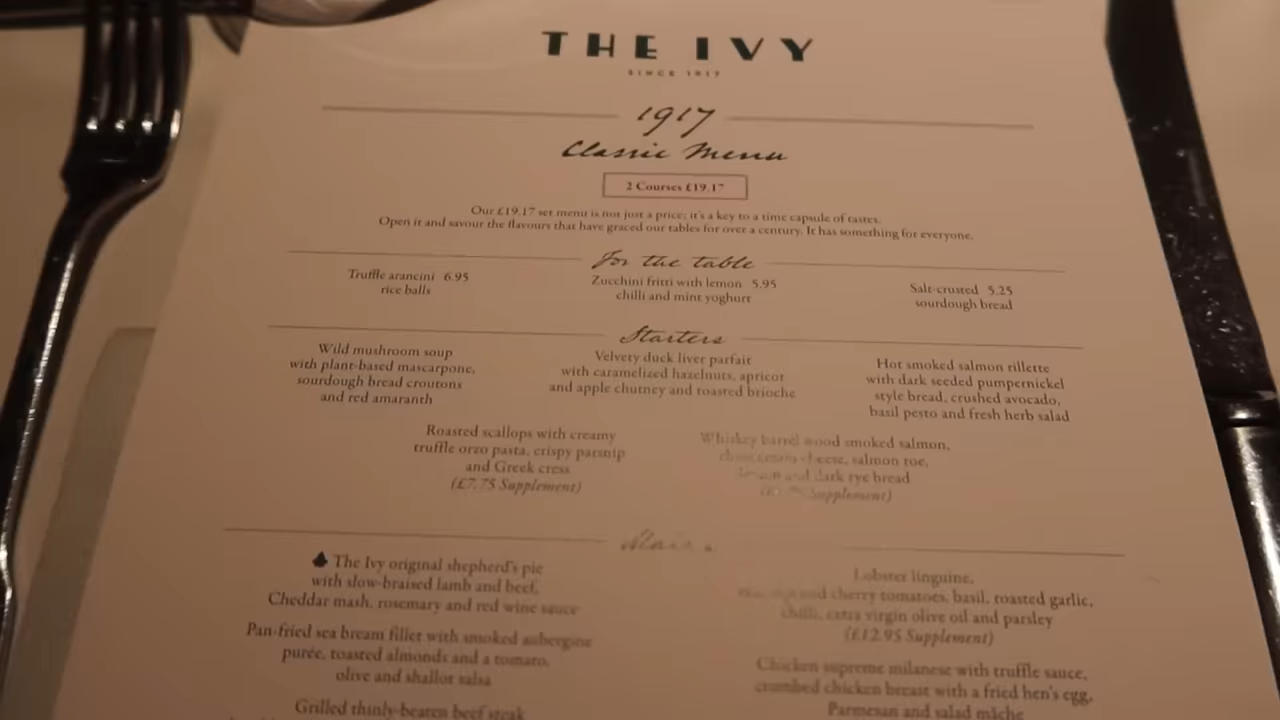 THE IVY
SINCE 1917
1917
Classic Menu
2 Courses £19.17
Our £19.17 set menu is not just a price; it's a key to a time capsule of tastes.
Open it and savour the flavours that have graced our tables for over a century. It has something for everyone.
For the table
Truffle arancini 6.95
rice balls
Zucchini fritti with lemon 5.95
chilli and mint yoghurt
Salt-crusted 5.25
sourdough bread
Starters
Wild mushroom soup
with plant-based mascarpone,
sourdough bread croutons
and red amaranth
Velvety duck liver parfait
with caramelized hazelnuts, apricot
and apple chutney and toasted brioche
Hot smoked salmon rillette
with dark seeded pumpernickel
style bread, crushed avocado,
basil pesto and fresh herb salad
Roasted scallops with creamy
truffle orzo pasta, crispy parsnip
and Greek cress
(£7.75 Supplement)
Whiskey barrel wood smoked salmon,
cheese, salmon roe,
and dark rye bread
Supplement)
Mains
The Ivy original shepherd's pie
with slow-braised lamb and beef,
Cheddar mash, rosemary and red wine sauce
Lobster linguine,
and cherry tomatoes, basil, roasted garlic,
chilli, extra virgin olive oil and parsley
(£12.95 Supplement)
Pan-fried sea bream fillet with smoked aubergine
purée, toasted almonds and a tomato,
olive and shallot salsa
Chicken supreme milanese with truffle sauce,
crumbed chicken breast with a fried hen's egg,
Parmesan and salad mâche
Grilled thinly-beaten beef steak